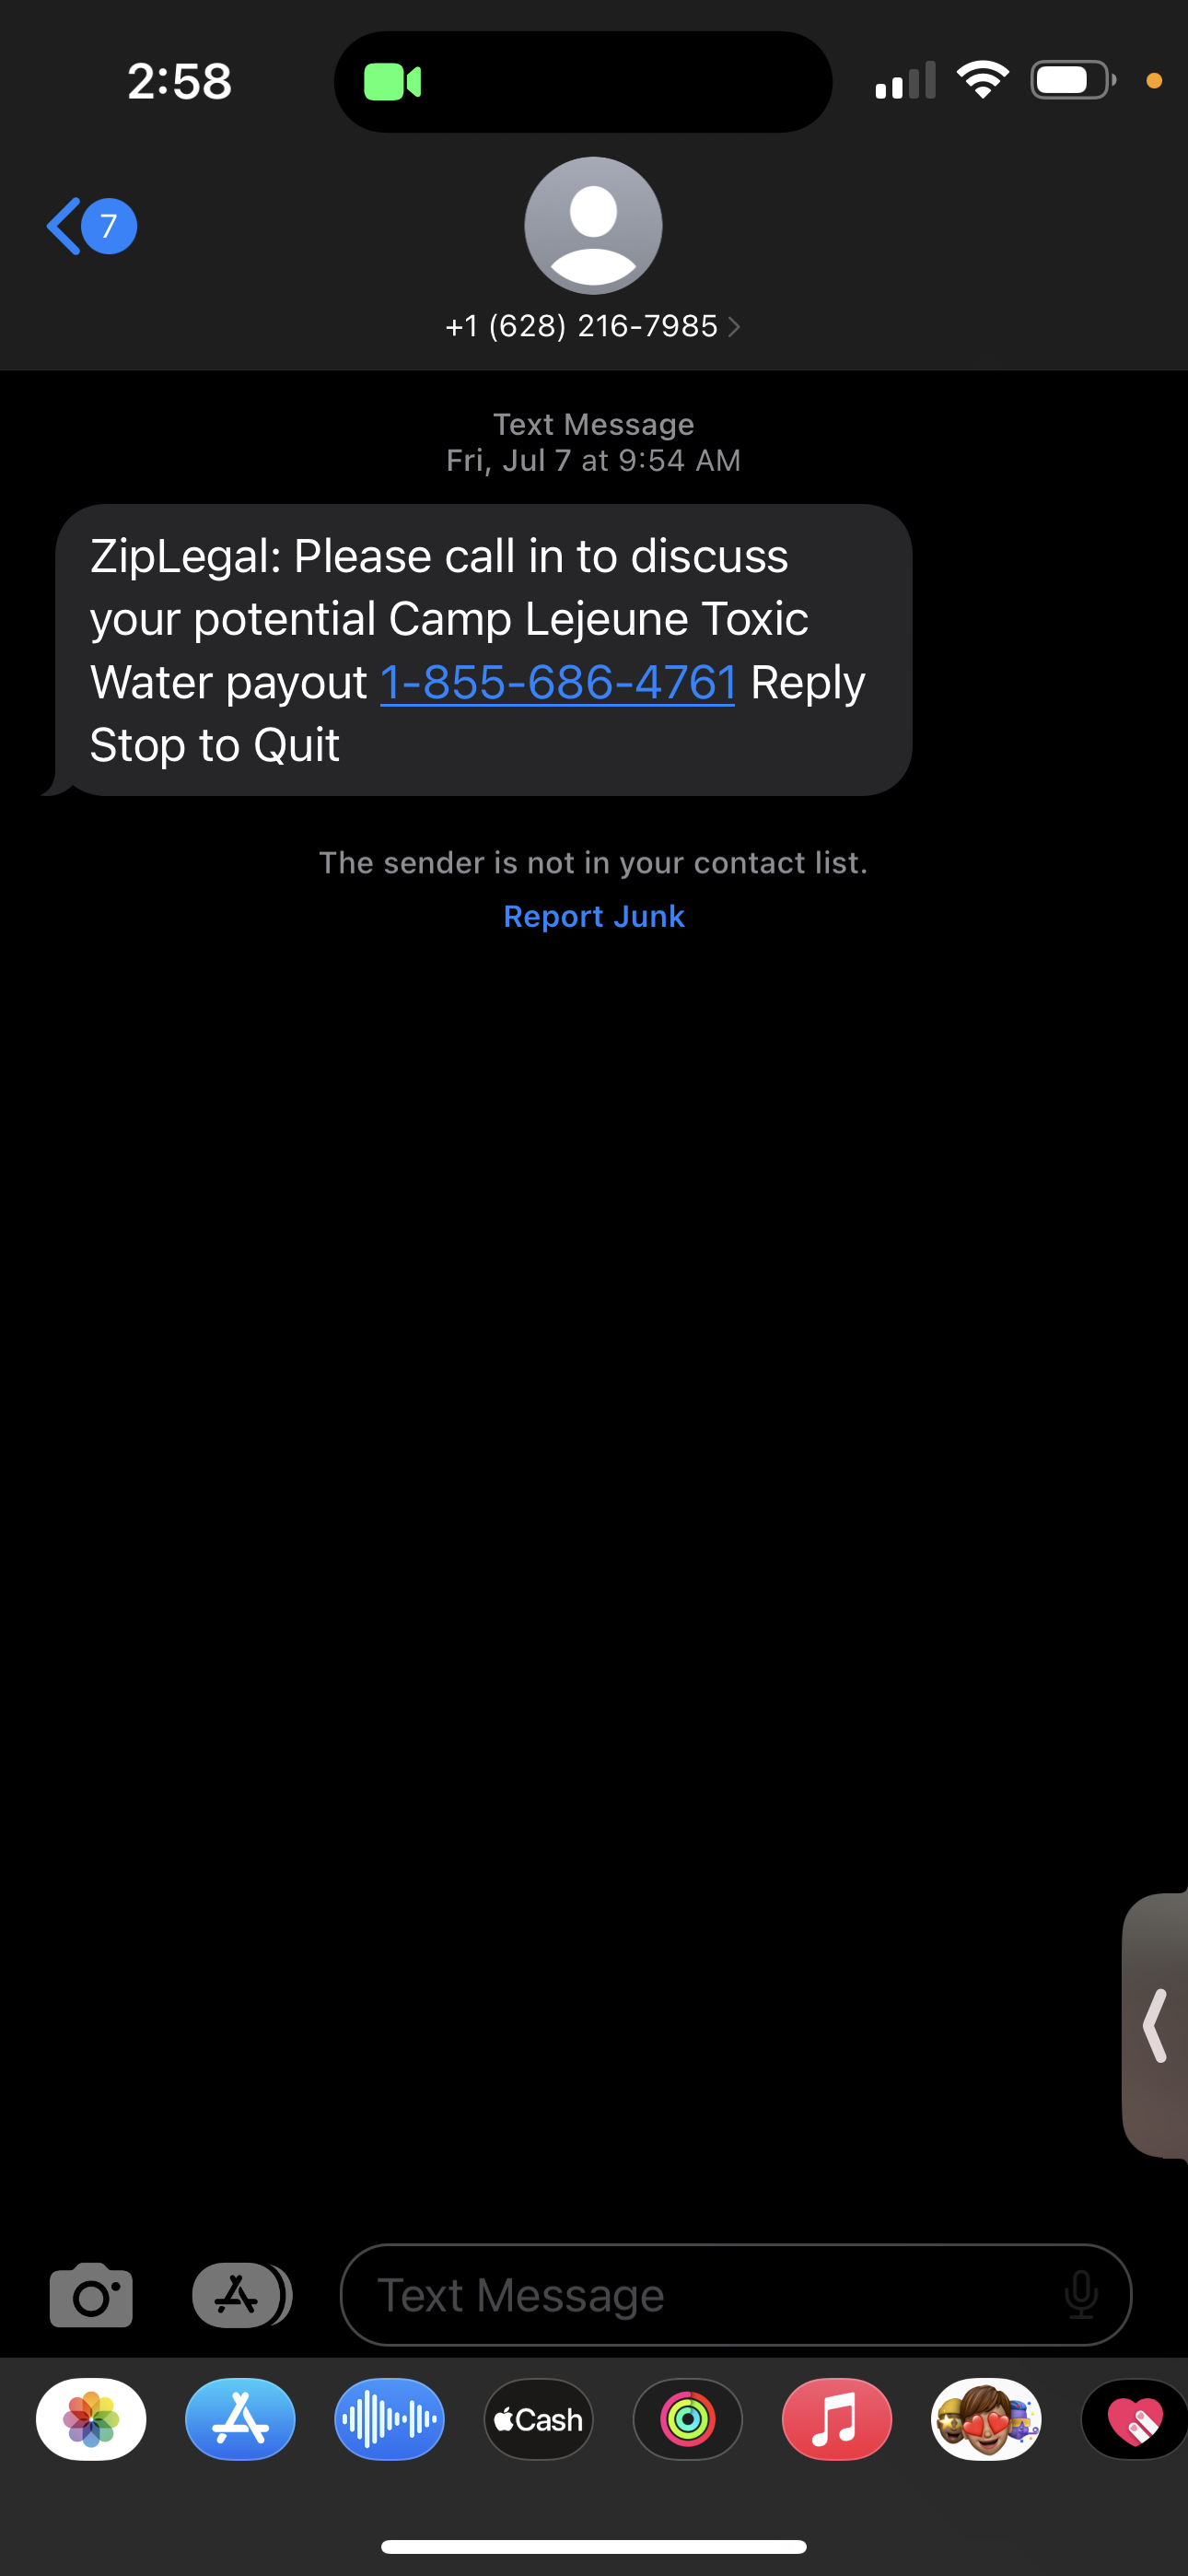 2:58
7
+1 (628) 216-7985
Text Message
Fri, Jul 7 at 9:54 AM
ZipLegal: Please call in to discuss
your potential Camp Lejeune Toxic
Water payout 1-855-686-4761 Reply
Stop to Quit
The sender is not in your contact list.
Report Junk
Text Message
Cash